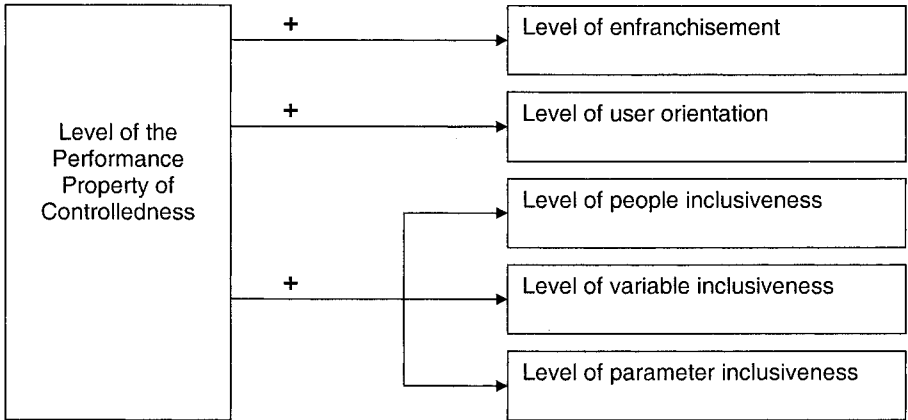 Level of the
Performance
Property of
Controlledness
+
Level of enfranchisement
+
Level of user orientation
Level of people inclusiveness
+
Level of variable inclusiveness
Level of parameter inclusiveness